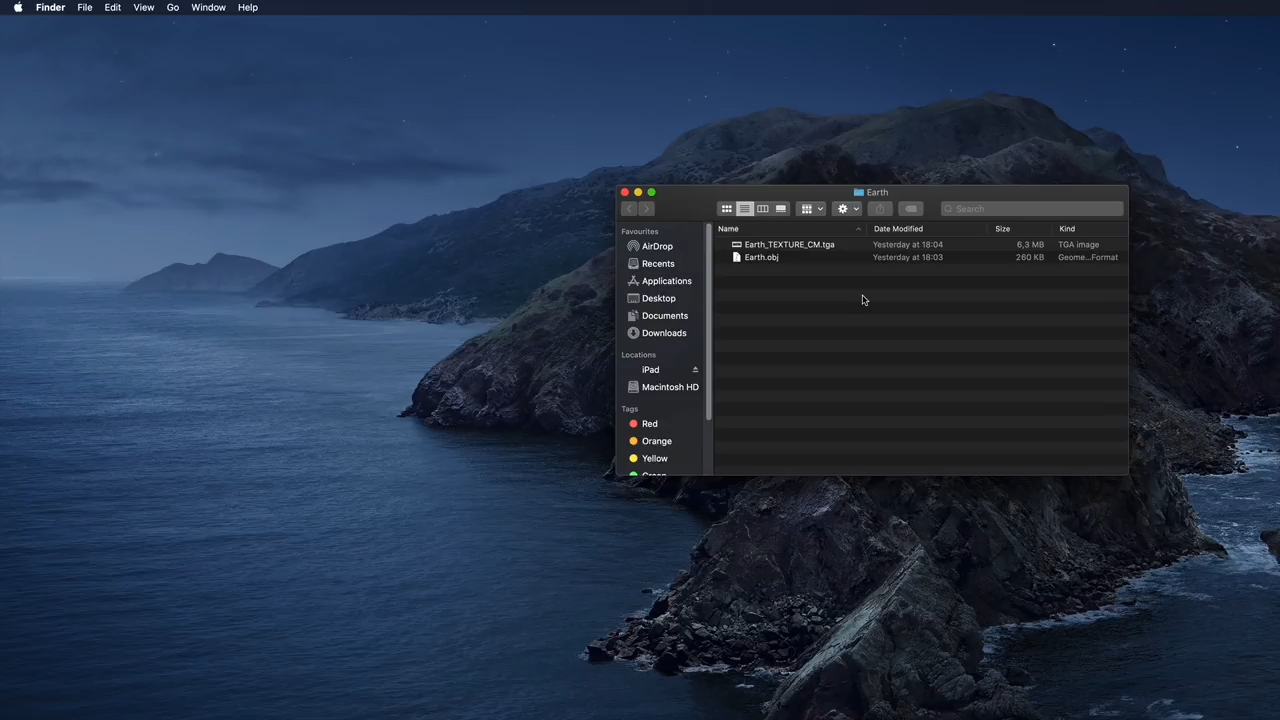 Finder File Edit View Go Window Help
Earth
Search
Favourites
AirDrop
Recents
Applications
Desktop
Documents
Downloads
Locations
iPad
Macintosh HD
Tags
Red
Orange
Yellow
Green
Name Date Modified Size Kind
Earth_TEXTURE_CM.tga Yesterday at 18:04 6,3 MB TGA image
Earth.obj Yesterday at 18:03 260 KB Geome...Format